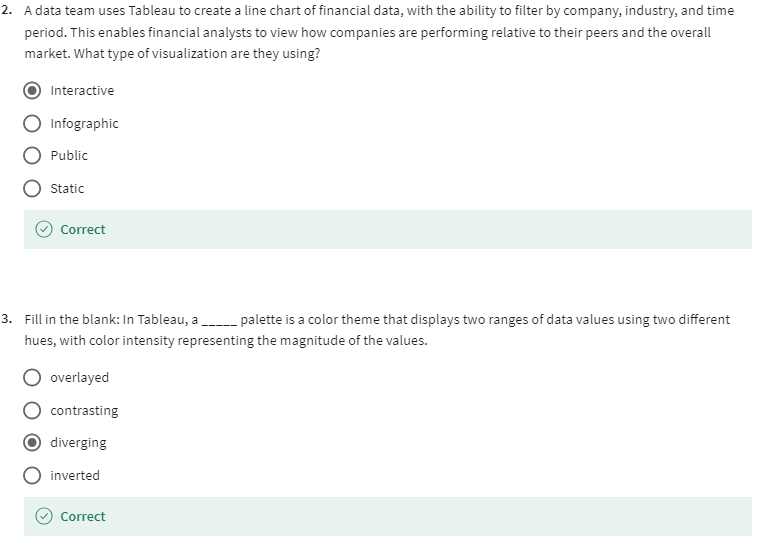 2. A data team uses Tableau to create a line chart of financial data, with the ability to filter by company, industry, and time
period. This enables financial analysts to view how companies are performing relative to their peers and the overall
market. What type of visualization are they using?
Interactive
Infographic
Public
Static
Correct
3. Fill in the blank: In Tableau, a _____ palette is a color theme that displays two ranges of data values using two different
hues, with color intensity representing the magnitude of the values.
overlayed
contrasting
diverging
inverted
Correct